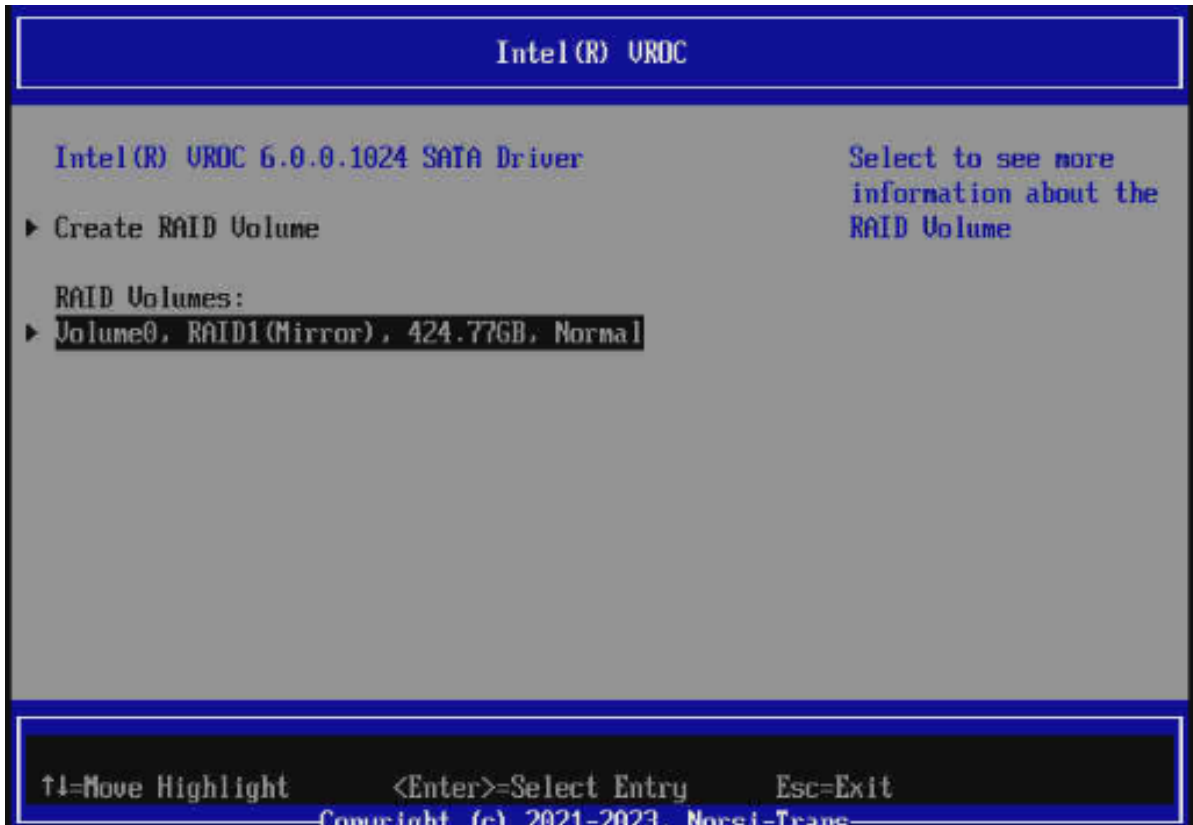 Intel(R) VROC
Intel(R) VROC 6.0.0.1024 SATA Driver
Select to see more
information about the
RAID Volume
▶ Create RAID Volume
RAID Volumes:
▶ Volume0, RAID1(Mirror), 424.77GB, Normal
↑↓=Move Highlight <Enter>=Select Entry Esc=Exit
Copyright (c) 2021-2023, Norsi-Trans